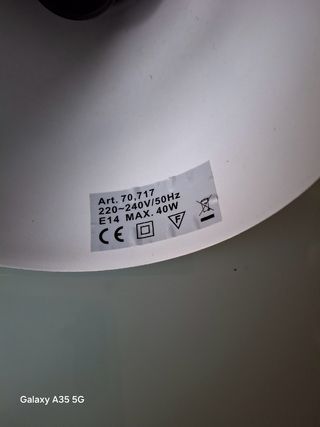 Art. 70,717
220~240V/50Hz
E14 MAX. 40W
CE F
Galaxy A35 5G